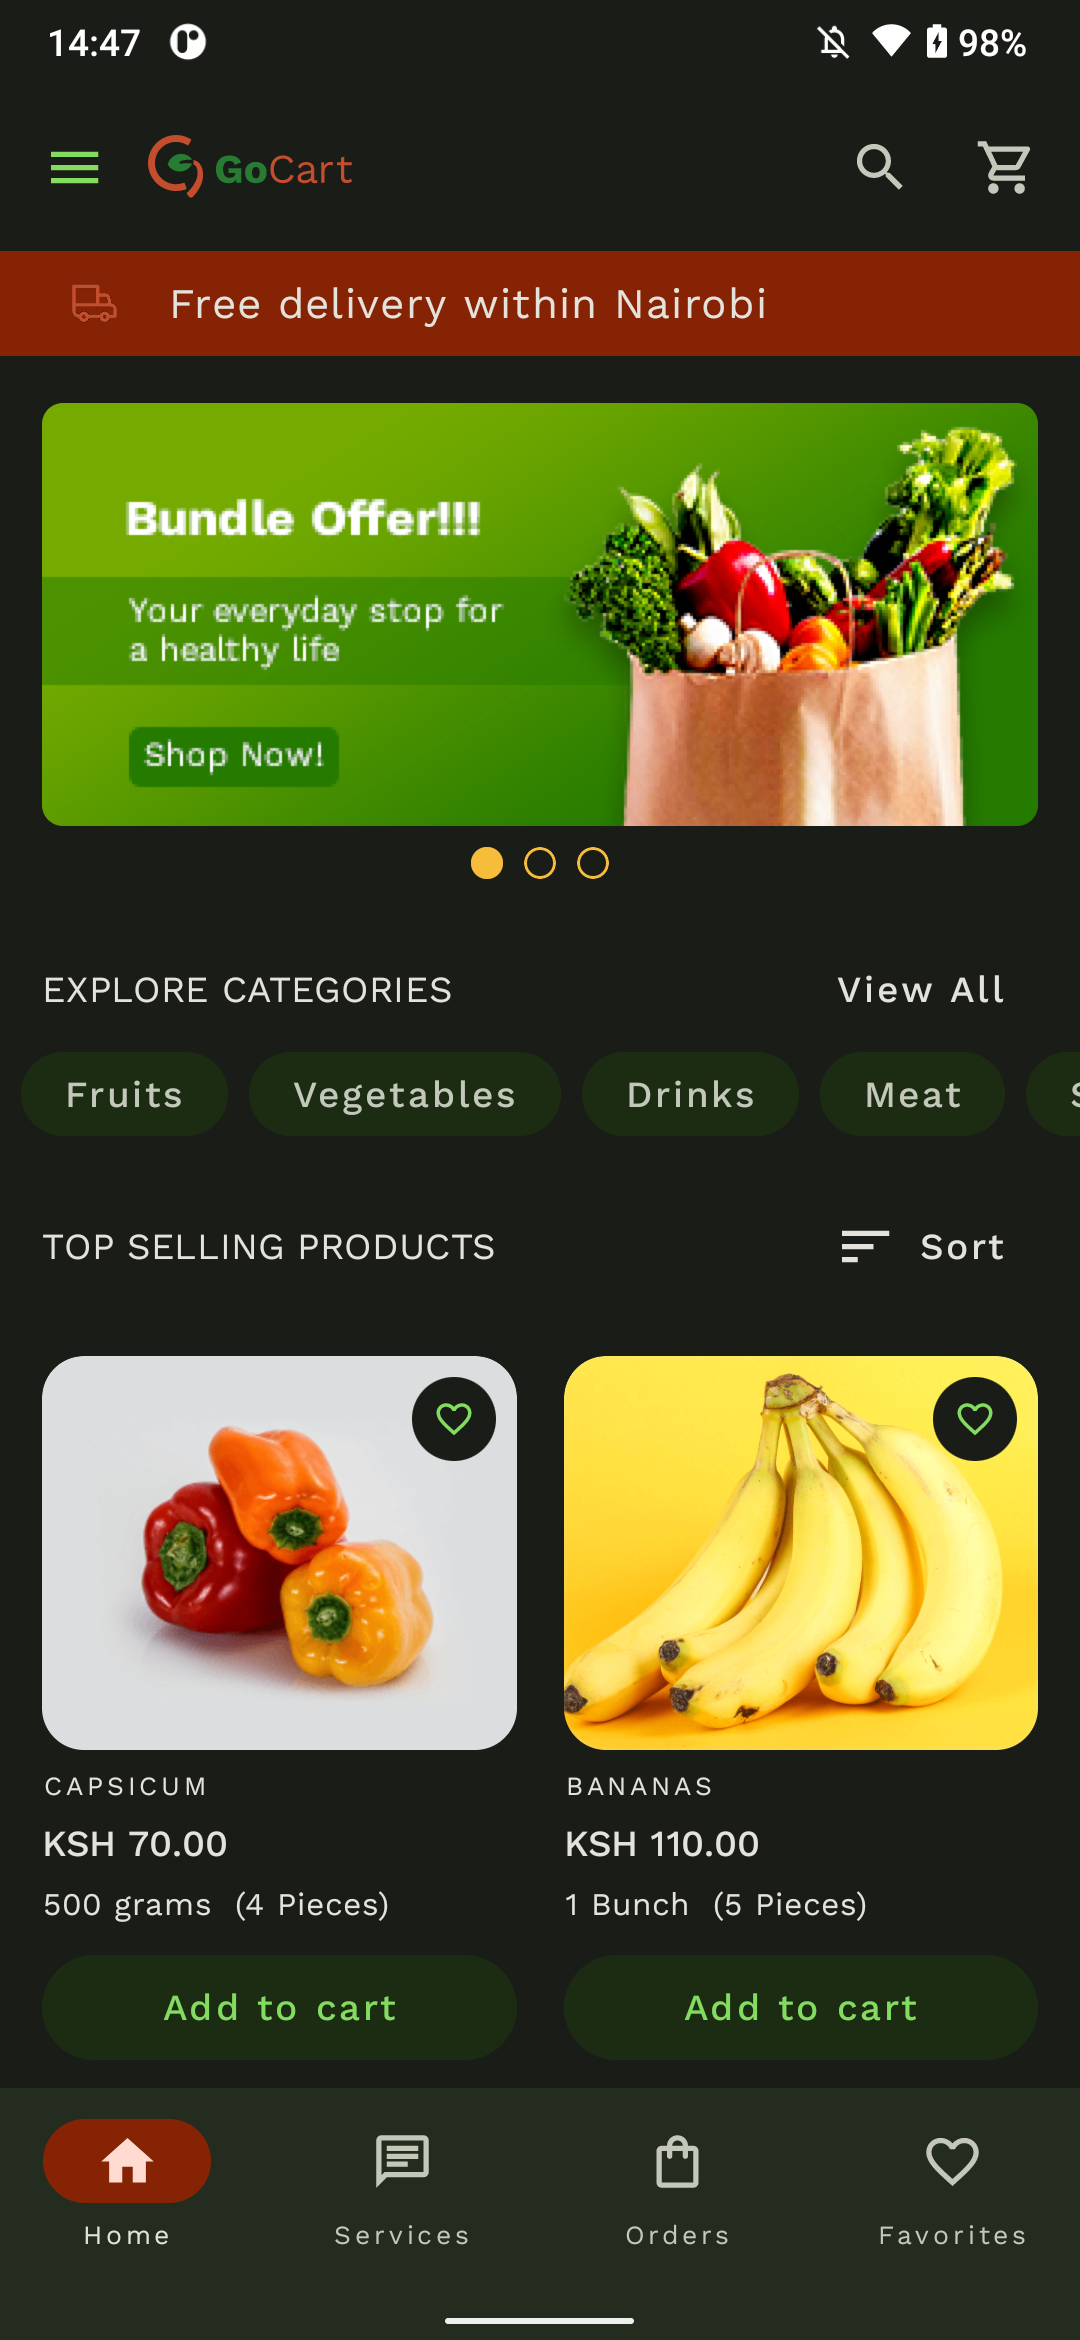 14:47
98%
GoCart
Free delivery within Nairobi
Bundle Offer!!!
Your everyday stop for
a healthy life
Shop Now!
EXPLORE CATEGORIES
View All
Fruits
Vegetables
Drinks
Meat
TOP SELLING PRODUCTS
Sort
CAPSICUM
KSH 70.00
500 grams (4 Pieces)
Add to cart
BANANAS
KSH 110.00
1 Bunch (5 Pieces)
Add to cart
Home
Services
Orders
Favorites